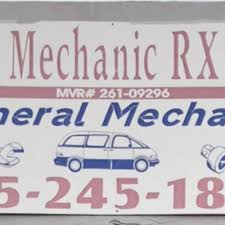 Mechanic RX
MVR# 261-09296
neral Mecha
5-245-18